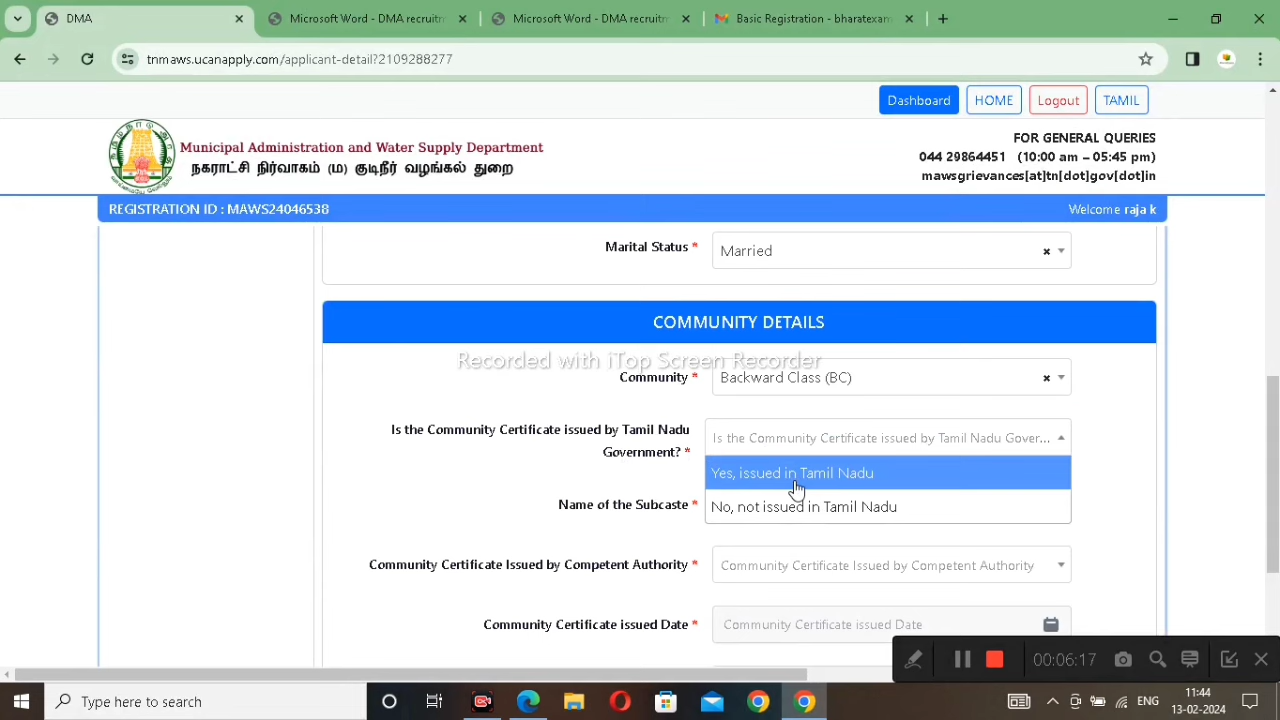 DMA
Microsoft Word - DMA recruitm
Microsoft Word - DMA recruitm
Basic Registration - bharatexam
tnmaws.ucanapply.com/applicant-detail?2109288277
Dashboard
HOME
Logout
TAMIL
Municipal Administration and Water Supply Department
நகராட்சி நிர்வாகம் (ம) குடிநீர் வழங்கல் துறை
FOR GENERAL QUERIES
044 29864451 (10:00 am – 05:45 pm)
mawsgrievances[at]tn[dot]gov[dot]in
REGISTRATION ID : MAWS24046538
Welcome raja k
Marital Status *
Married
COMMUNITY DETAILS
Recorded with iTop Screen Recorder
Community *
Backward Class (BC)
Is the Community Certificate issued by Tamil Nadu
Government? *
Is the Community Certificate issued by Tamil Nadu Gover...
Yes, issued in Tamil Nadu
No, not issued in Tamil Nadu
Name of the Subcaste *
Community Certificate Issued by Competent Authority *
Community Certificate Issued by Competent Authority
Community Certificate issued Date *
Community Certificate issued Date
00:06:17
Type here to search
ENG
11:44
13-02-2024